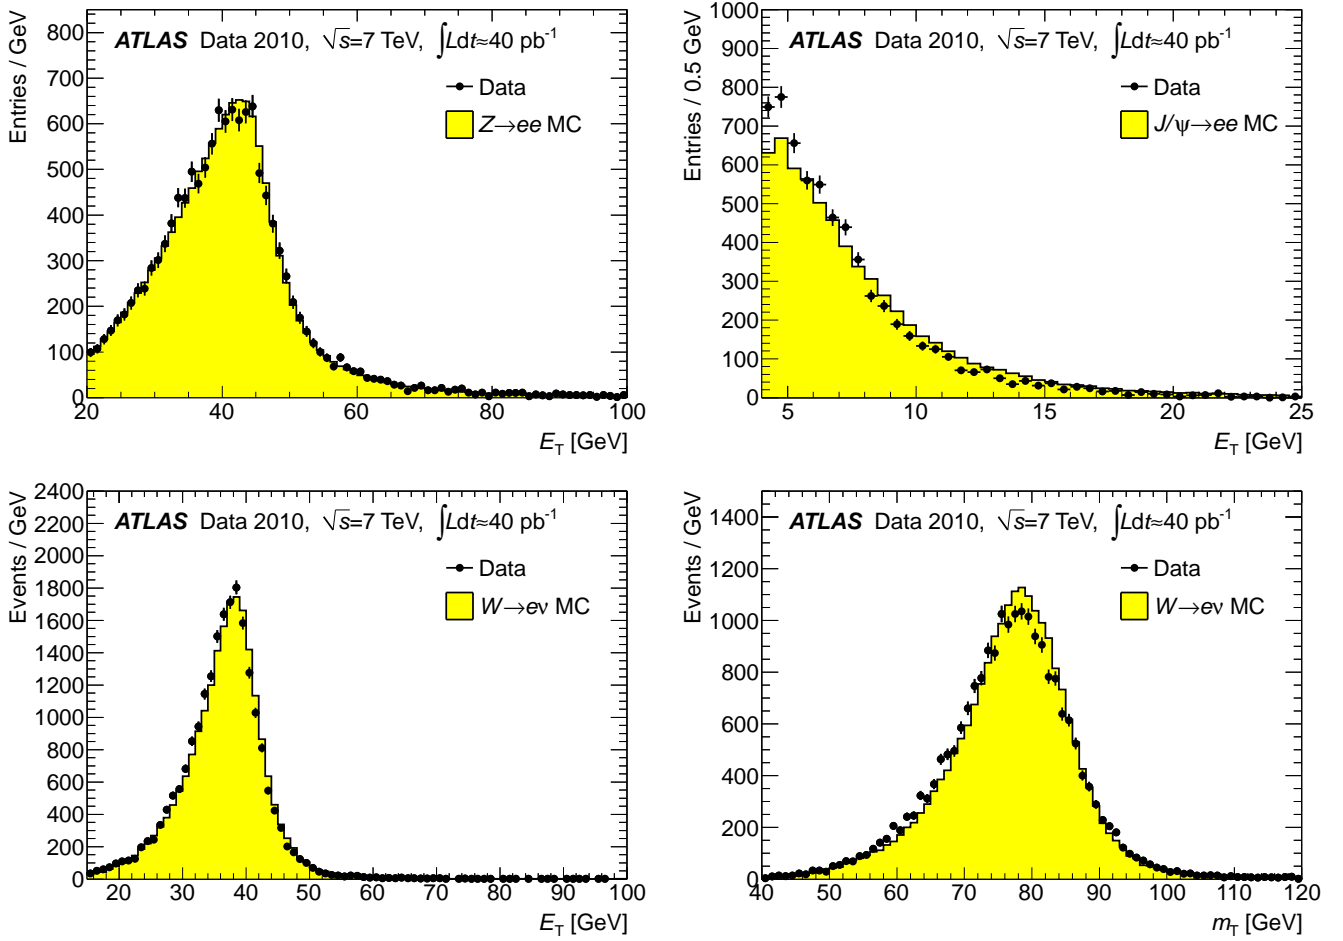 Entries / GeV
800
700
600
500
400
300
200
100
0
ATLAS Data 2010, √s=7 TeV, ∫Ldt≈40 pb⁻¹
Data
Z→ee MC
20 40 60 80 100
E_T [GeV]
Entries / 0.5 GeV
1000
900
800
700
600
500
400
300
200
100
0
ATLAS Data 2010, √s=7 TeV, ∫Ldt≈40 pb⁻¹
Data
J/ψ→ee MC
5 10 15 20 25
E_T [GeV]
Events / GeV
2400
2200
2000
1800
1600
1400
1200
1000
800
600
400
200
0
ATLAS Data 2010, √s=7 TeV, ∫Ldt≈40 pb⁻¹
Data
W→eν MC
20 30 40 50 60 70 80 90 100
E_T [GeV]
Events / GeV
1400
1200
1000
800
600
400
200
0
ATLAS Data 2010, √s=7 TeV, ∫Ldt≈40 pb⁻¹
Data
W→eν MC
40 50 60 70 80 90 100 110 120
m_T [GeV]